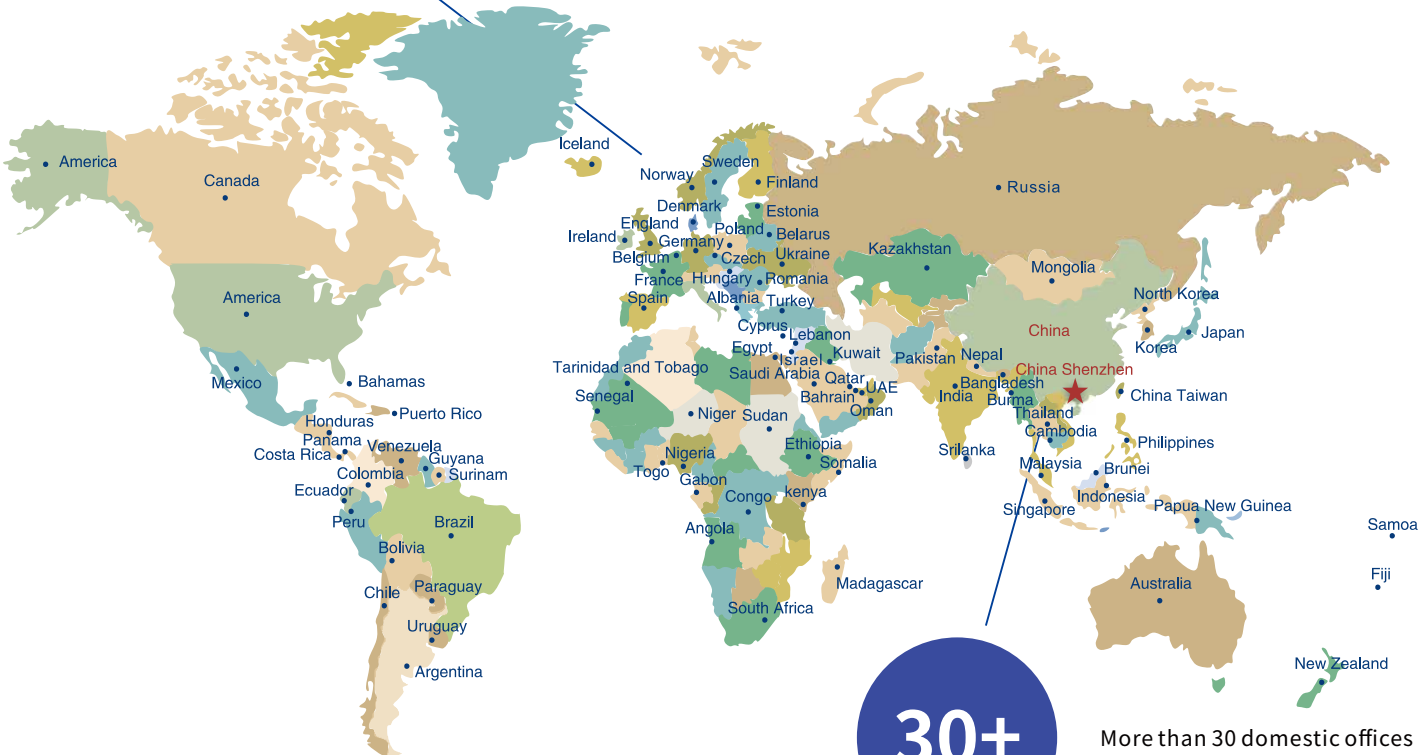 America
Canada
America
Mexico
Bahamas
Puerto Rico
Honduras
Panama
Costa Rica
Venezuela
Guyana
Colombia
Surinam
Ecuador
Peru
Brazil
Bolivia
Chile
Paraguay
Uruguay
Argentina
Iceland
Norway
Sweden
Finland
Denmark
Estonia
England
Ireland
Germany
Poland
Belarus
Belgium
Czech
Ukraine
France
Hungary
Romania
Spain
Albania
Turkey
Cyprus
Lebanon
Egypt
Israel
Kuwait
Tarinidad and Tobago
Saudi Arabia
Qatar
UAE
Bahrain
Oman
Senegal
Niger
Sudan
Ethiopia
Somalia
Nigeria
Togo
Gabon
Congo
kenya
Angola
Madagascar
South Africa
Russia
Kazakhstan
Mongolia
North Korea
China
Japan
Korea
Pakistan
Nepal
China Shenzhen
India
Bangladesh
Burma
China Taiwan
Thailand
Cambodia
Philippines
Srilanka
Malaysia
Brunei
Indonesia
Singapore
Papua New Guinea
Samoa
Fiji
Australia
New Zealand
30+
More than 30 domestic offices